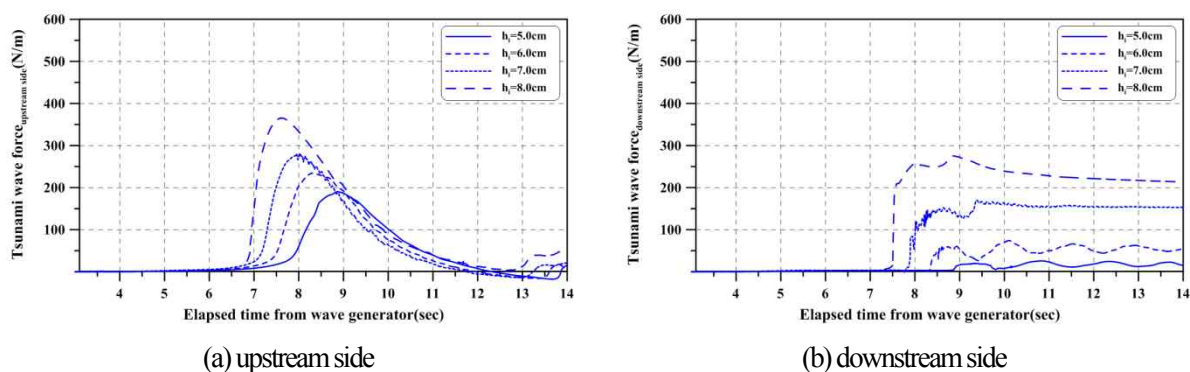 Tsunami wave force upstream side(N/m)
600
500
400
300
200
100
4 5 6 7 8 9 10 11 12 13 14
Elapsed time from wave generator(sec)
hi=5.0cm
hi=6.0cm
hi=7.0cm
hi=8.0cm
(a) upstream side
Tsunami wave force downstream side(N/m)
600
500
400
300
200
100
4 5 6 7 8 9 10 11 12 13 14
Elapsed time from wave generator(sec)
hi=5.0cm
hi=6.0cm
hi=7.0cm
hi=8.0cm
(b) downstream side